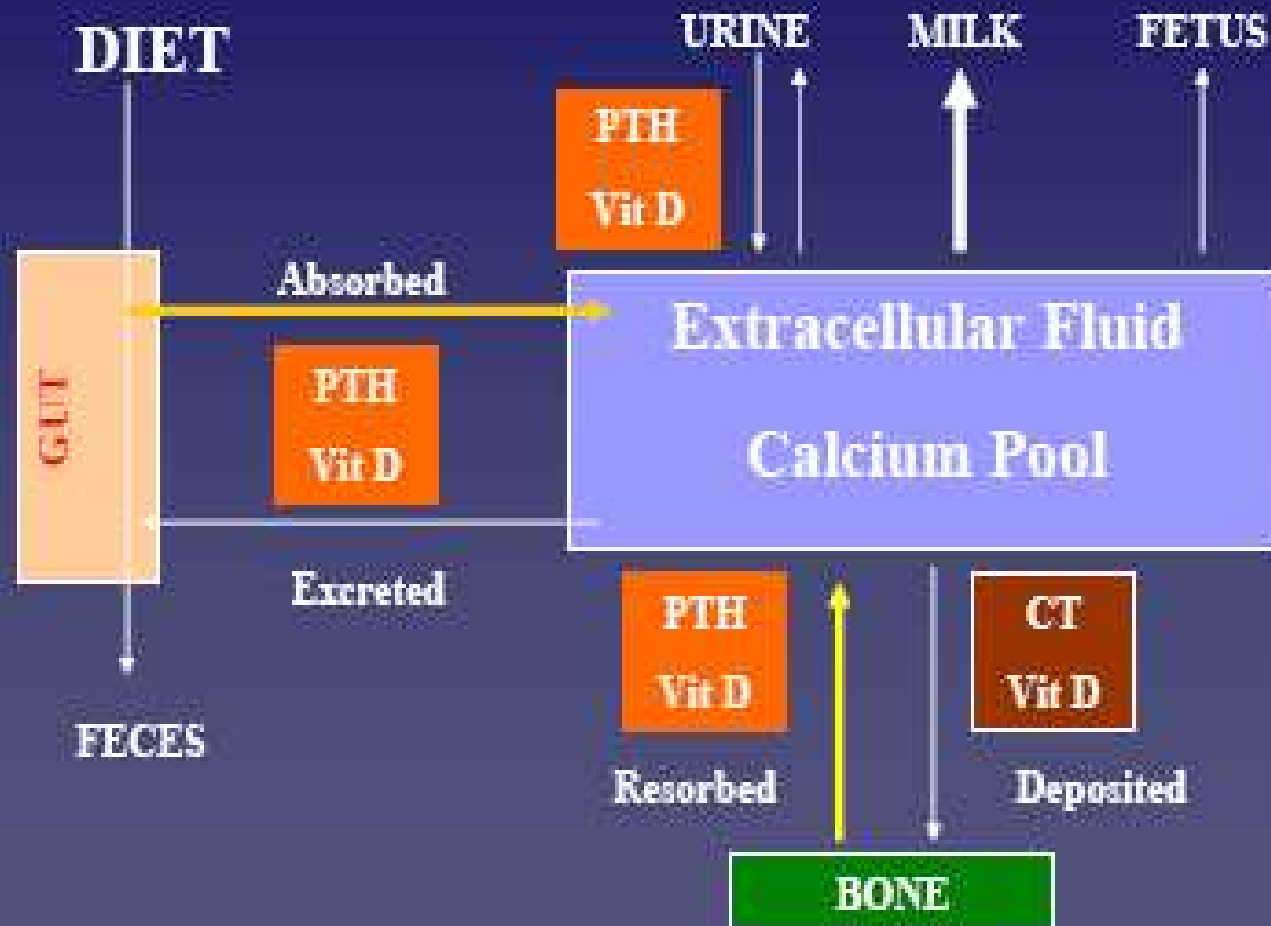 DIET
URINE
MILK
FETUS
PTH
Vit D
Absorbed
GUT
PTH
Vit D
Extracellular Fluid
Calcium Pool
Excreted
PTH
Vit D
CT
Vit D
FECES
Resorbed
Deposited
BONE